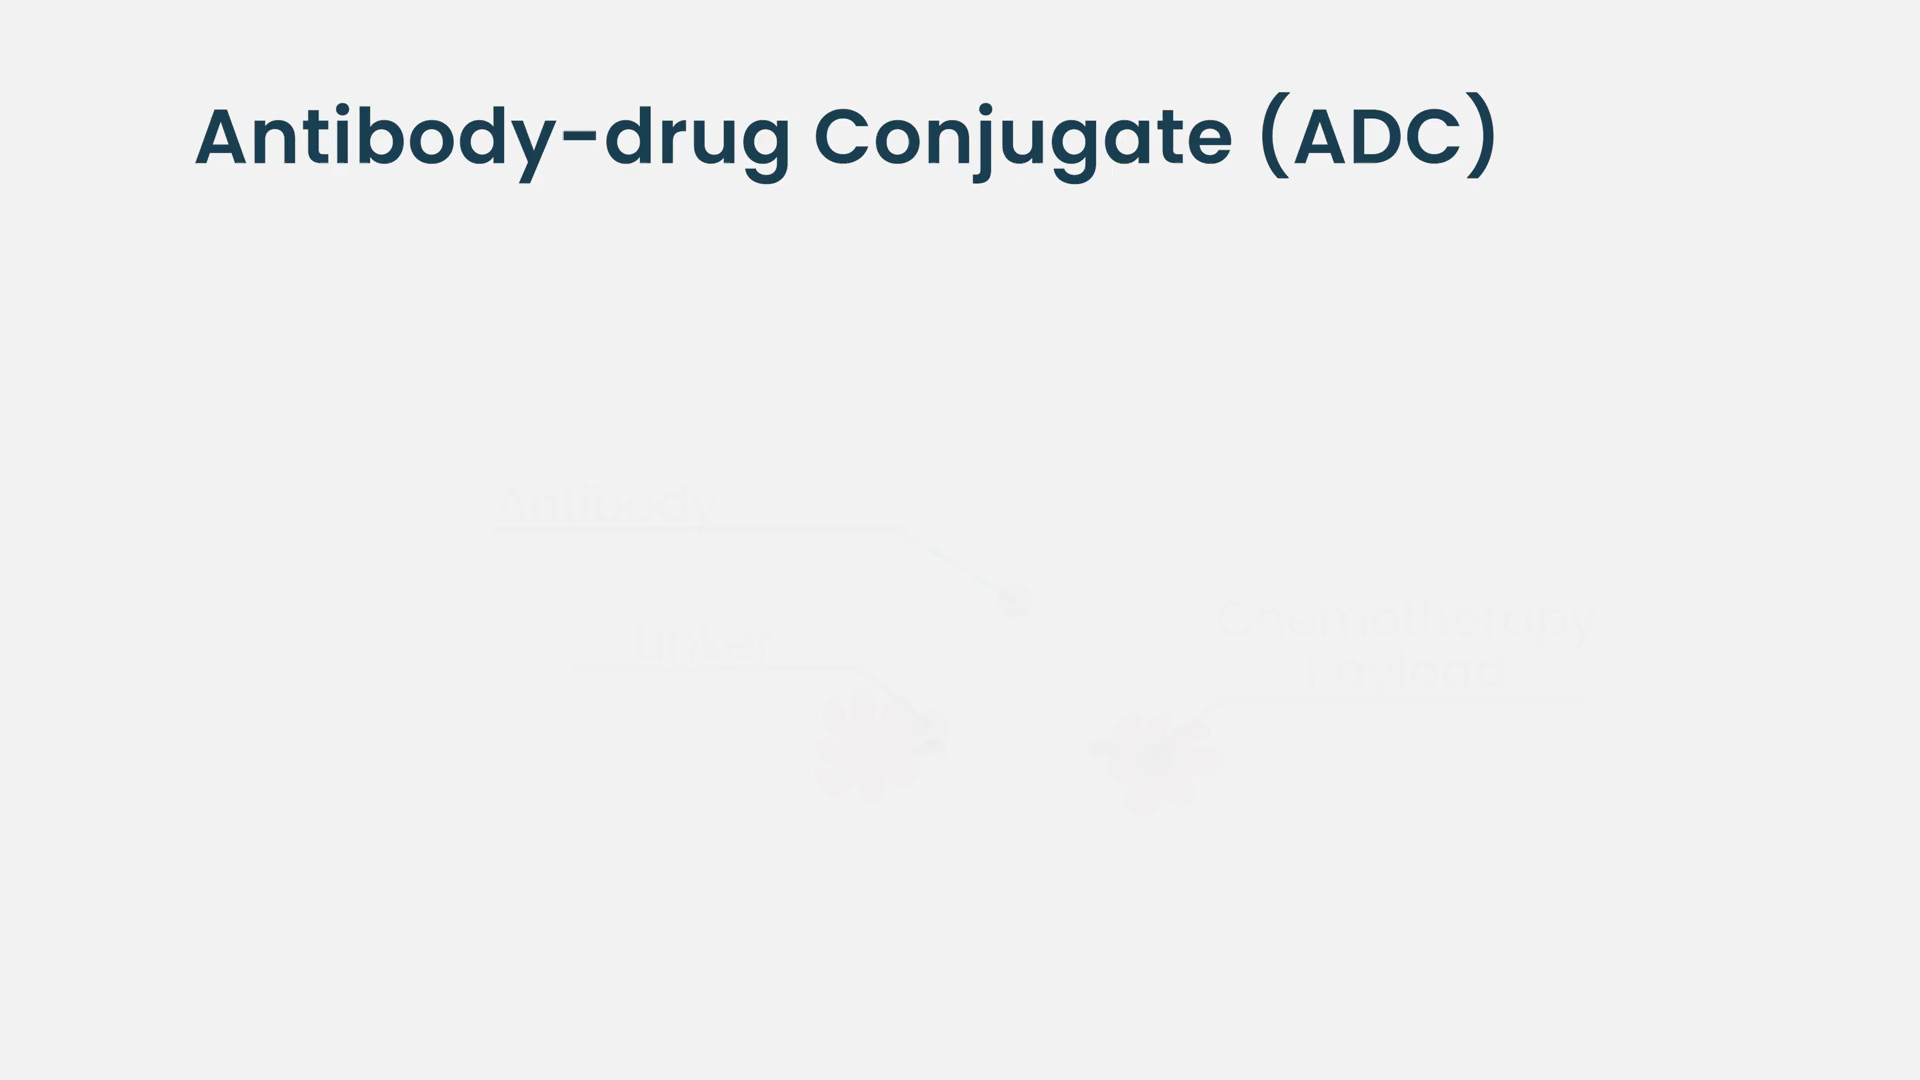 Antibody-drug Conjugate (ADC)
Antibody
Linker
Chemotherapy
Payload